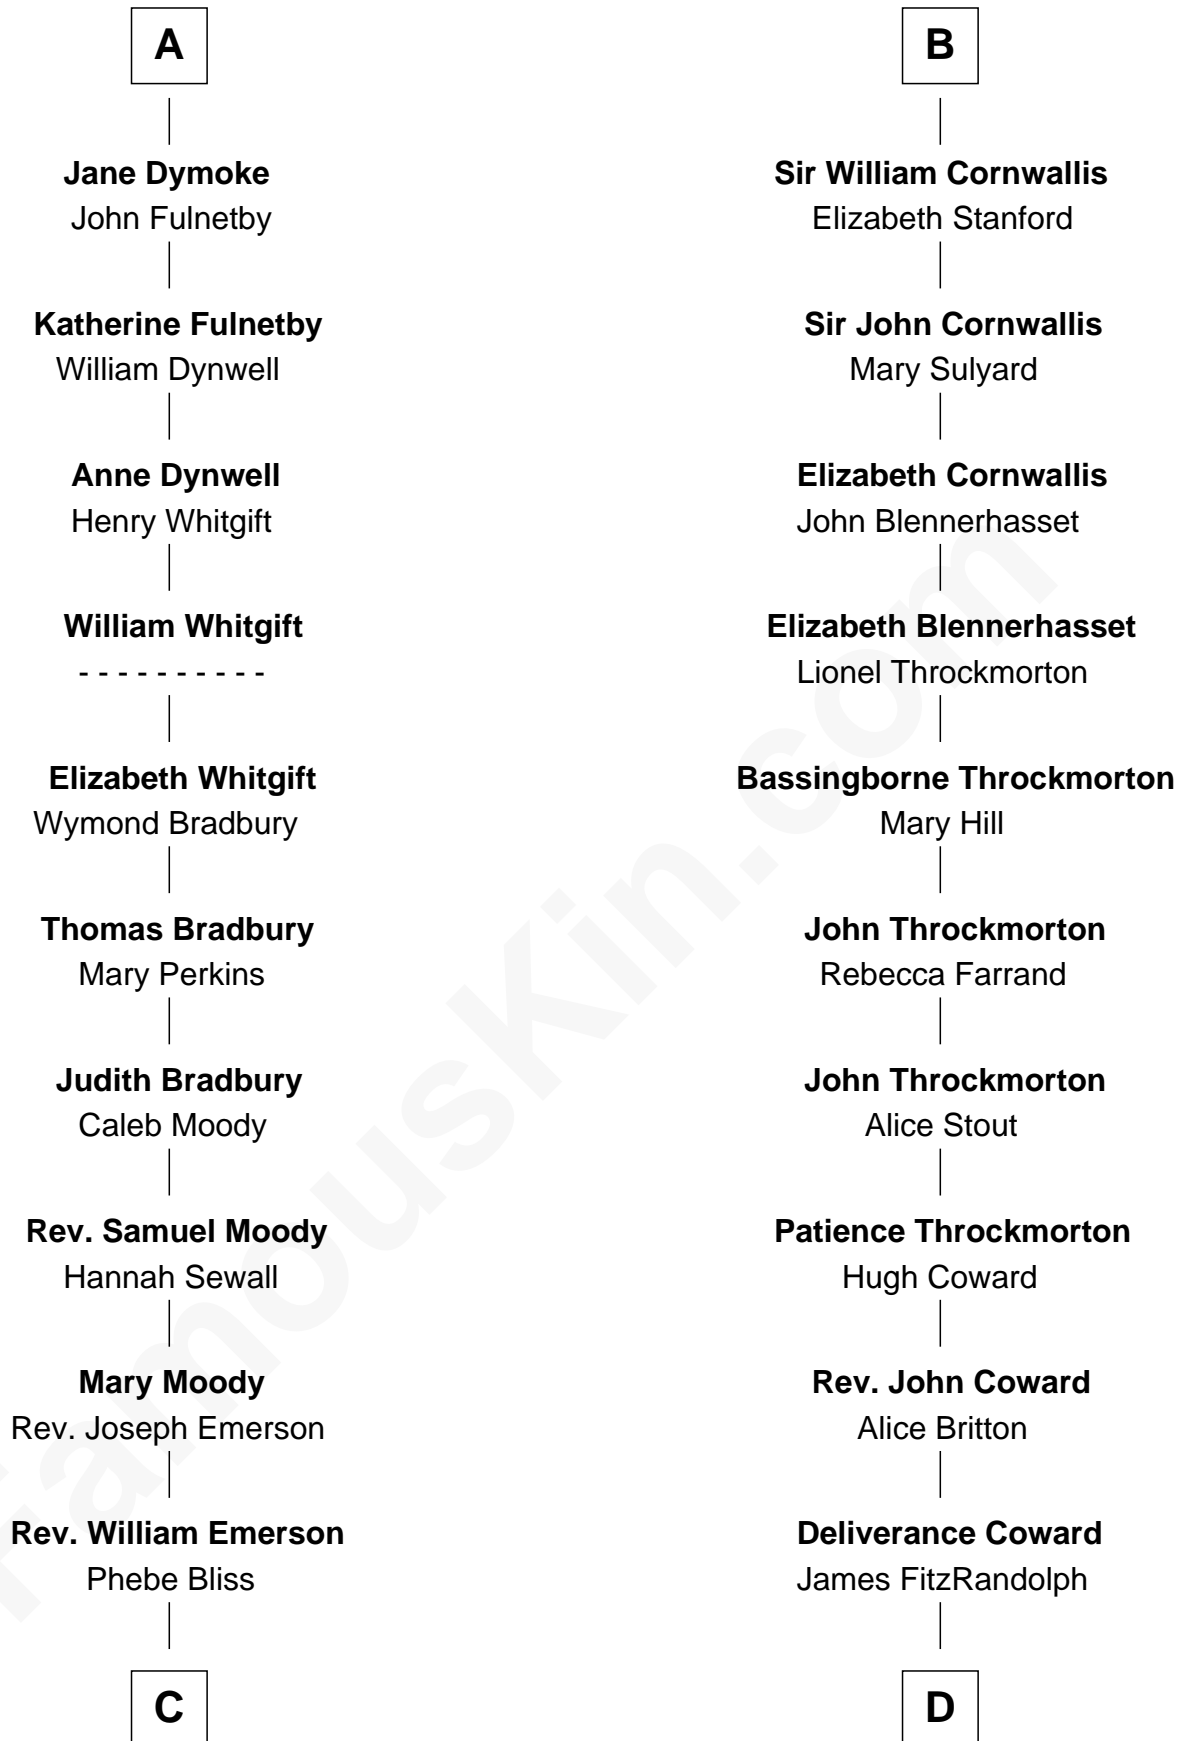 A
Jane Dymoke
John Fulnetby
Katherine Fulnetby
William Dynwell
Anne Dynwell
Henry Whitgift
William Whitgift
- - - - - - - - - -
Elizabeth Whitgift
Wymond Bradbury
Thomas Bradbury
Mary Perkins
Judith Bradbury
Caleb Moody
Rev. Samuel Moody
Hannah Sewall
Mary Moody
Rev. Joseph Emerson
Rev. William Emerson
Phebe Bliss
C
B
Sir William Cornwallis
Elizabeth Stanford
Sir John Cornwallis
Mary Sulyard
Elizabeth Cornwallis
John Blennerhasset
Elizabeth Blennerhasset
Lionel Throckmorton
Bassingborne Throckmorton
Mary Hill
John Throckmorton
Rebecca Farrand
John Throckmorton
Alice Stout
Patience Throckmorton
Hugh Coward
Rev. John Coward
Alice Britton
Deliverance Coward
James FitzRandolph
D
FamousKin.com